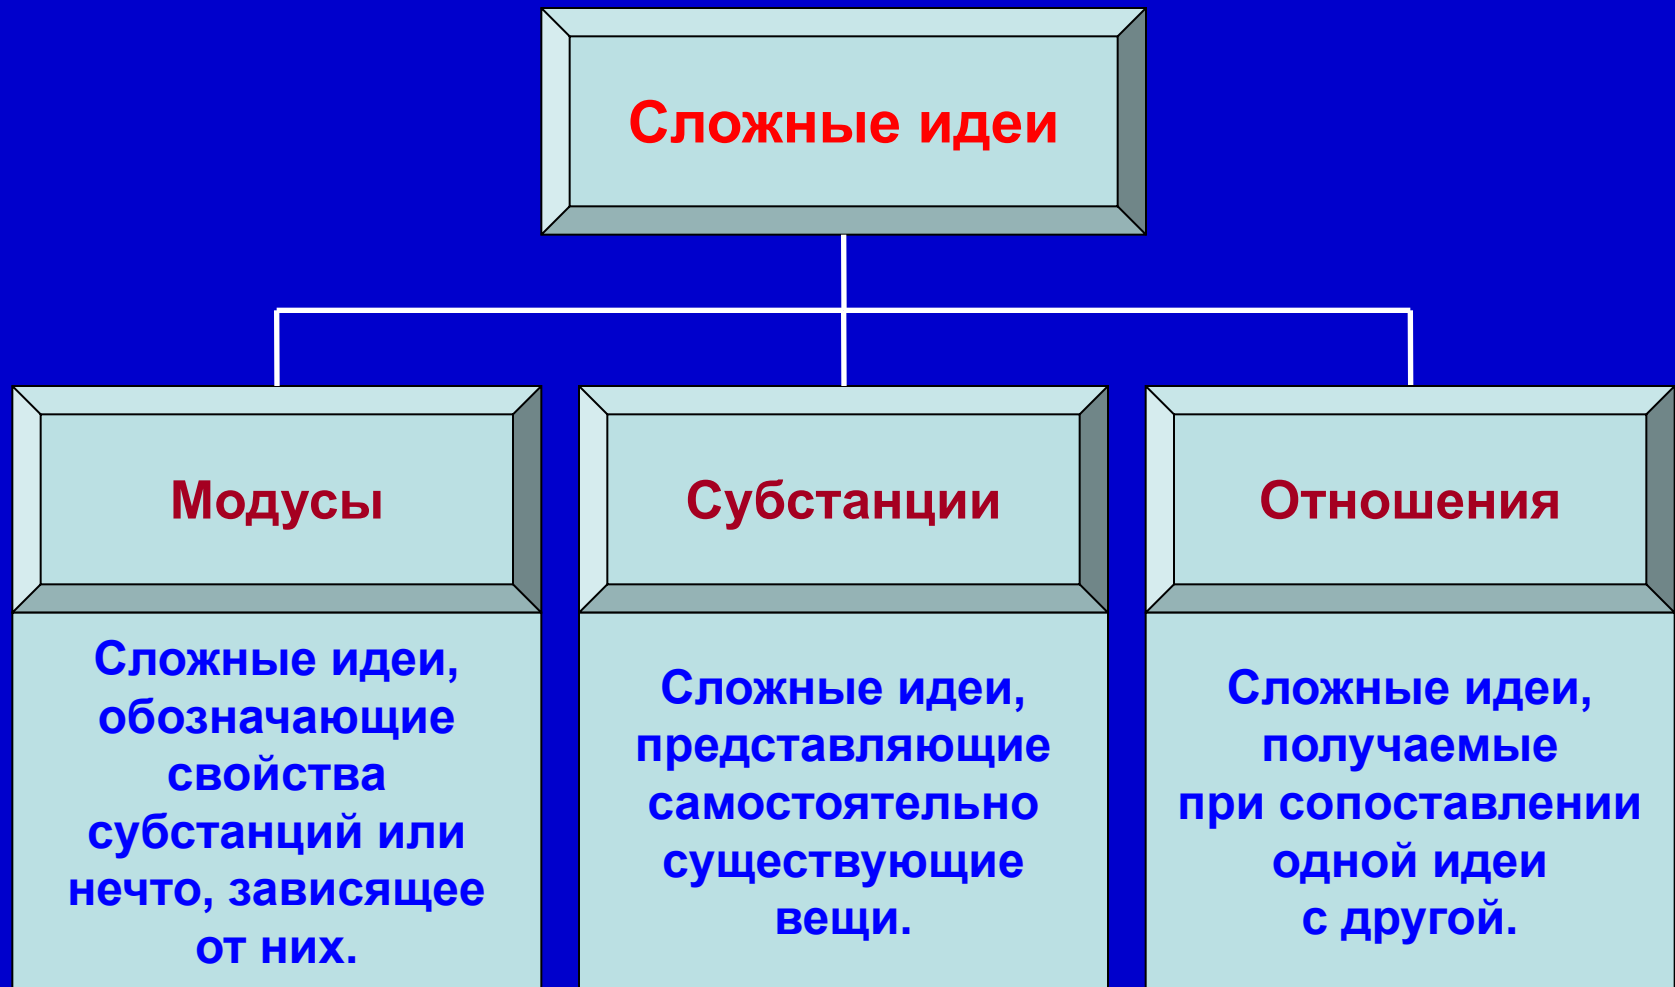 Сложные идеи
Модусы
Сложные идеи,
обозначающие
свойства
субстанций или
нечто, зависящее
от них.
Субстанции
Сложные идеи,
представляющие
самостоятельно
существующие
вещи.
Отношения
Сложные идеи,
получаемые
при сопоставлении
одной идеи
с другой.